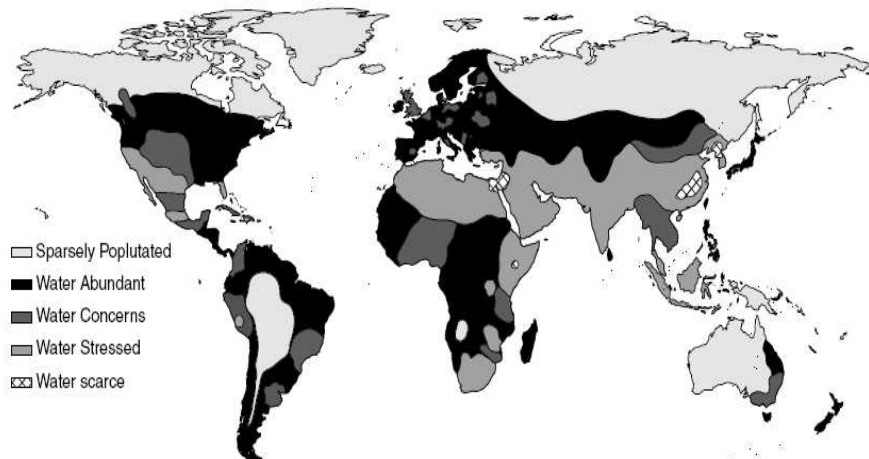 Sparsely Poplutated
Water Abundant
Water Concerns
Water Stressed
Water scarce